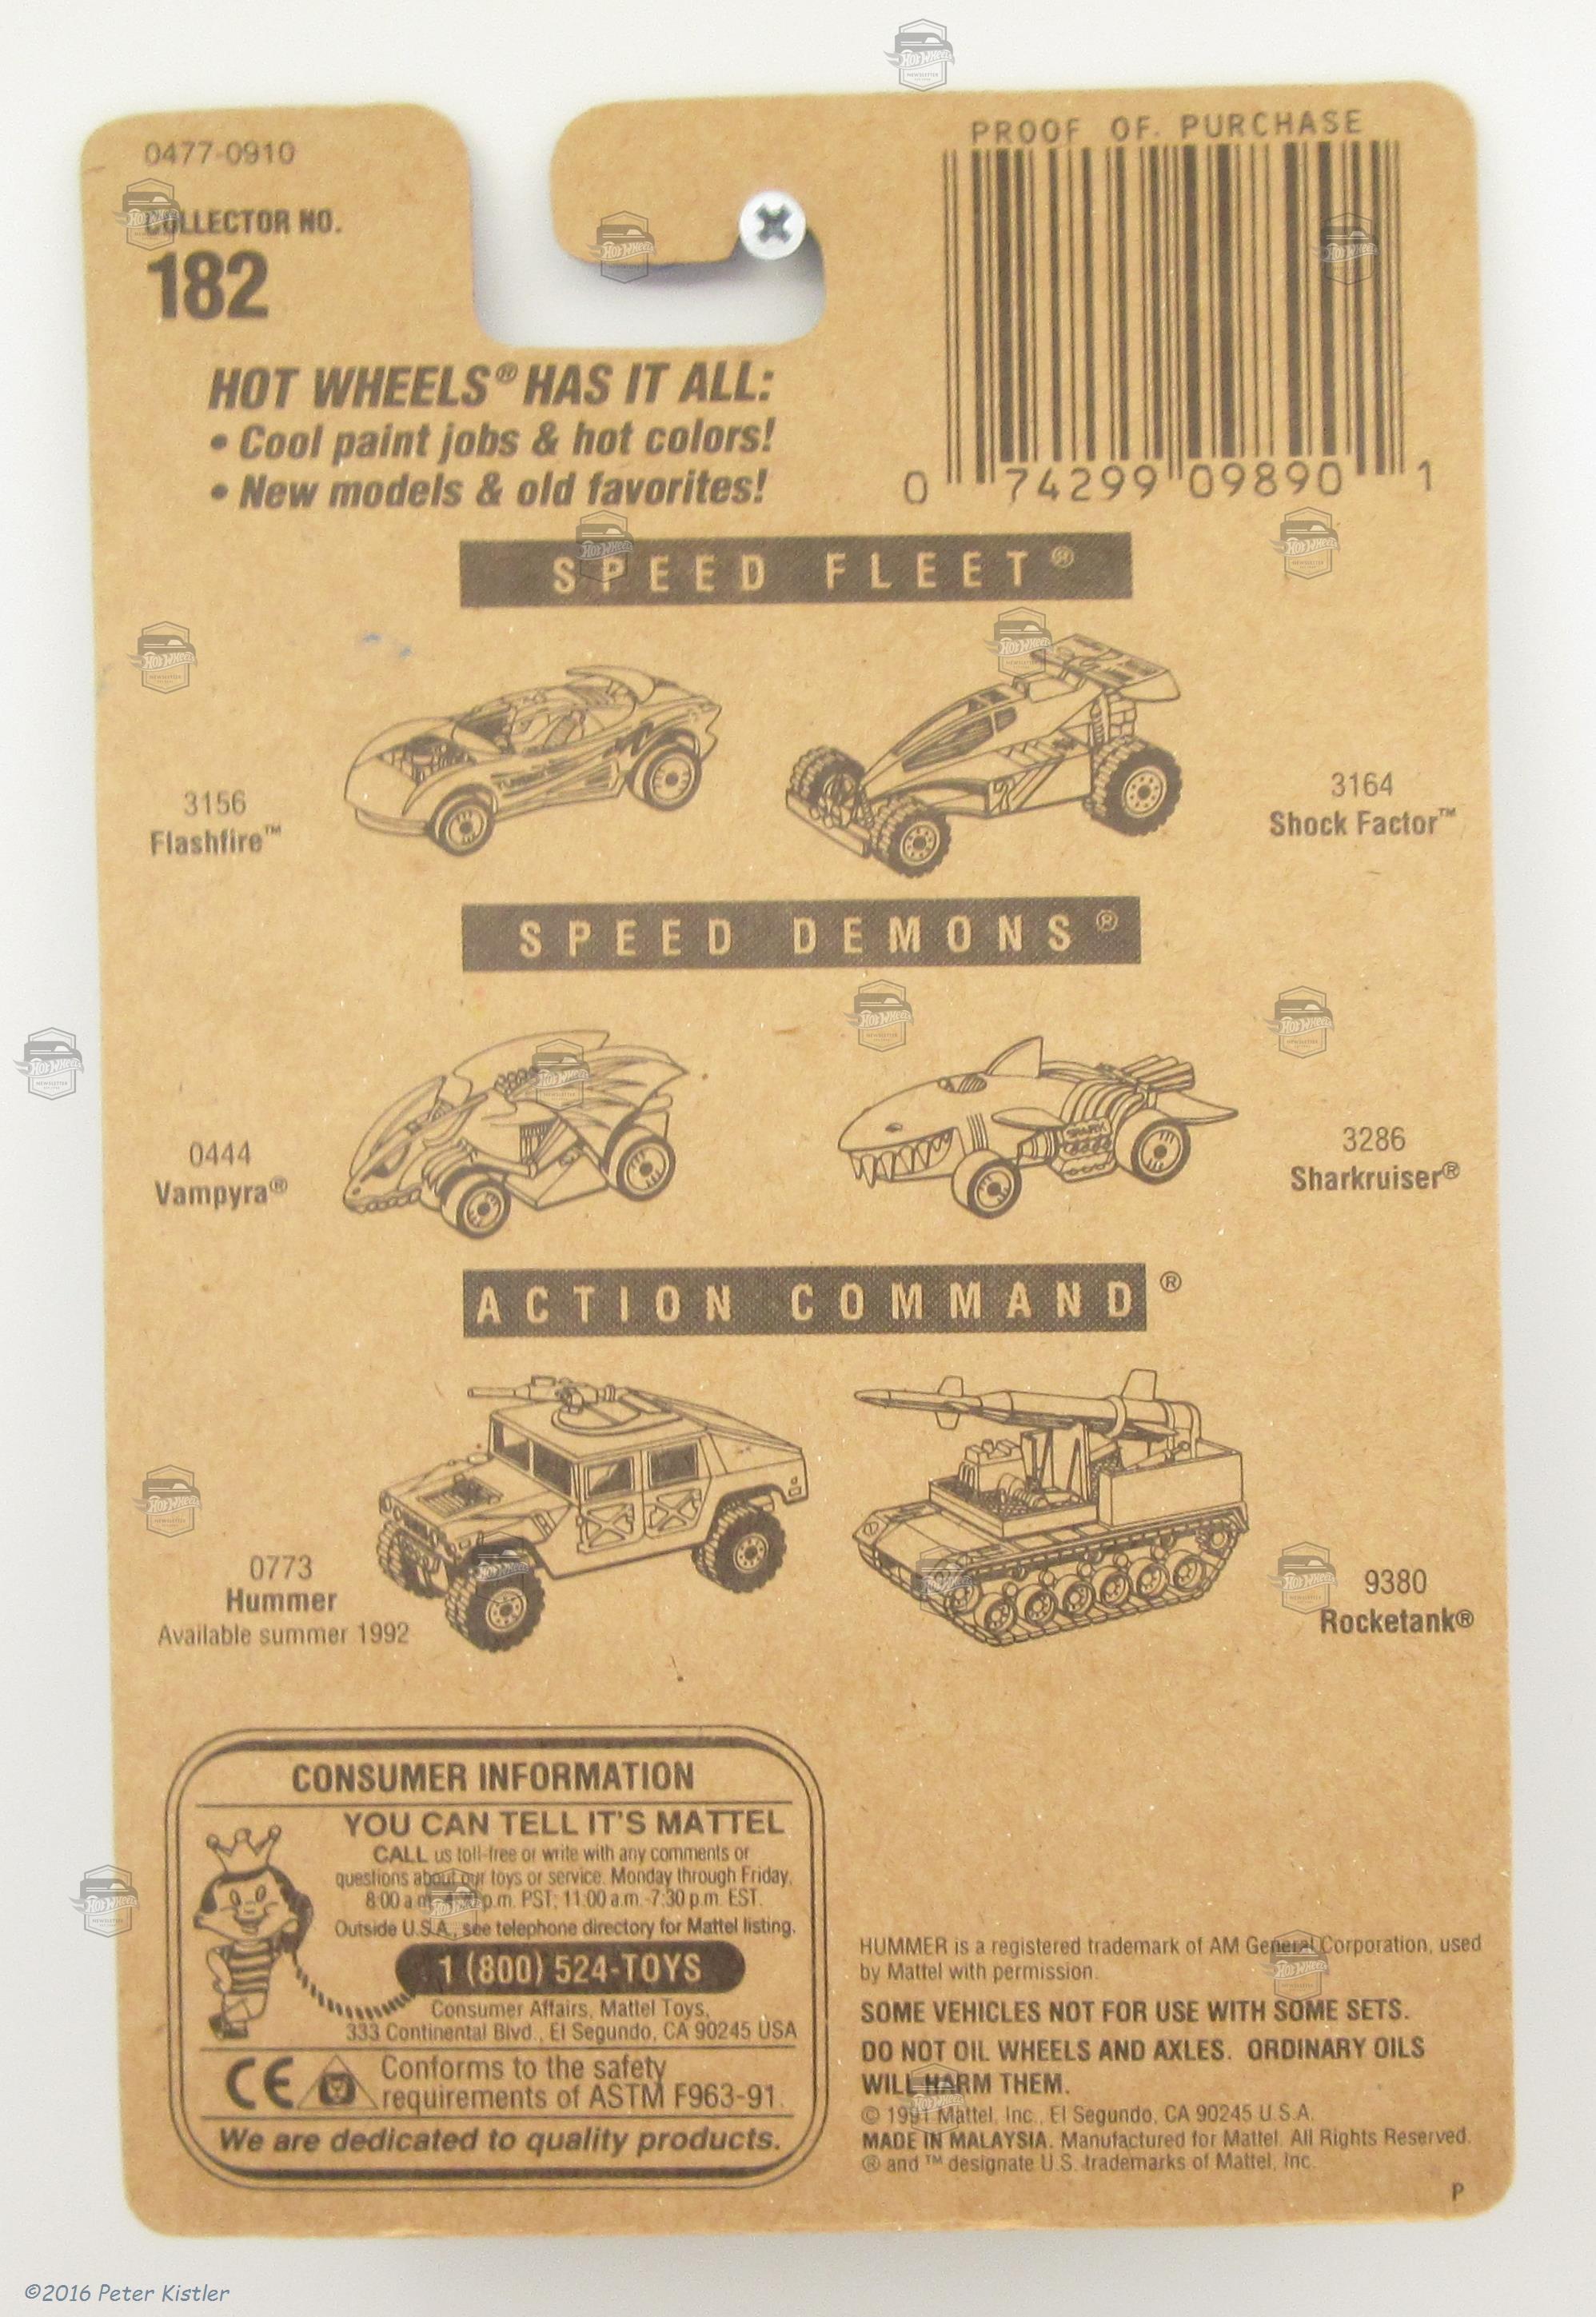 0477-0910
COLLECTOR NO.
182
PROOF OF PURCHASE
0 74299 09890 1
HOT WHEELS® HAS IT ALL:
• Cool paint jobs & hot colors!
• New models & old favorites!
SPEED FLEET®
3156
Flashfire™
3164
Shock Factor™
SPEED DEMONS®
0444
Vampyra®
SHARK
3286
Sharkruiser®
ACTION COMMAND®
0773
Hummer
Available summer 1992
9380
Rocketank®
CONSUMER INFORMATION
YOU CAN TELL IT'S MATTEL
CALL us toll-free or write with any comments or
questions about our toys or service. Monday through Friday,
8:00 a.m.-4:30 p.m. PST; 11:00 a.m.-7:30 p.m. EST.
Outside U.S.A., see telephone directory for Mattel listing.
1 (800) 524-TOYS
Consumer Affairs, Mattel Toys,
333 Continental Blvd., El Segundo, CA 90245 USA
CE Conforms to the safety
requirements of ASTM F963-91.
We are dedicated to quality products.
HUMMER is a registered trademark of AM General Corporation, used
by Mattel with permission.
SOME VEHICLES NOT FOR USE WITH SOME SETS.
DO NOT OIL WHEELS AND AXLES. ORDINARY OILS
WILL HARM THEM.
© 1991 Mattel, Inc., El Segundo, CA 90245 U.S.A.
MADE IN MALAYSIA. Manufactured for Mattel. All Rights Reserved.
® and ™ designate U.S. trademarks of Mattel, Inc.
P
©2016 Peter Kistler